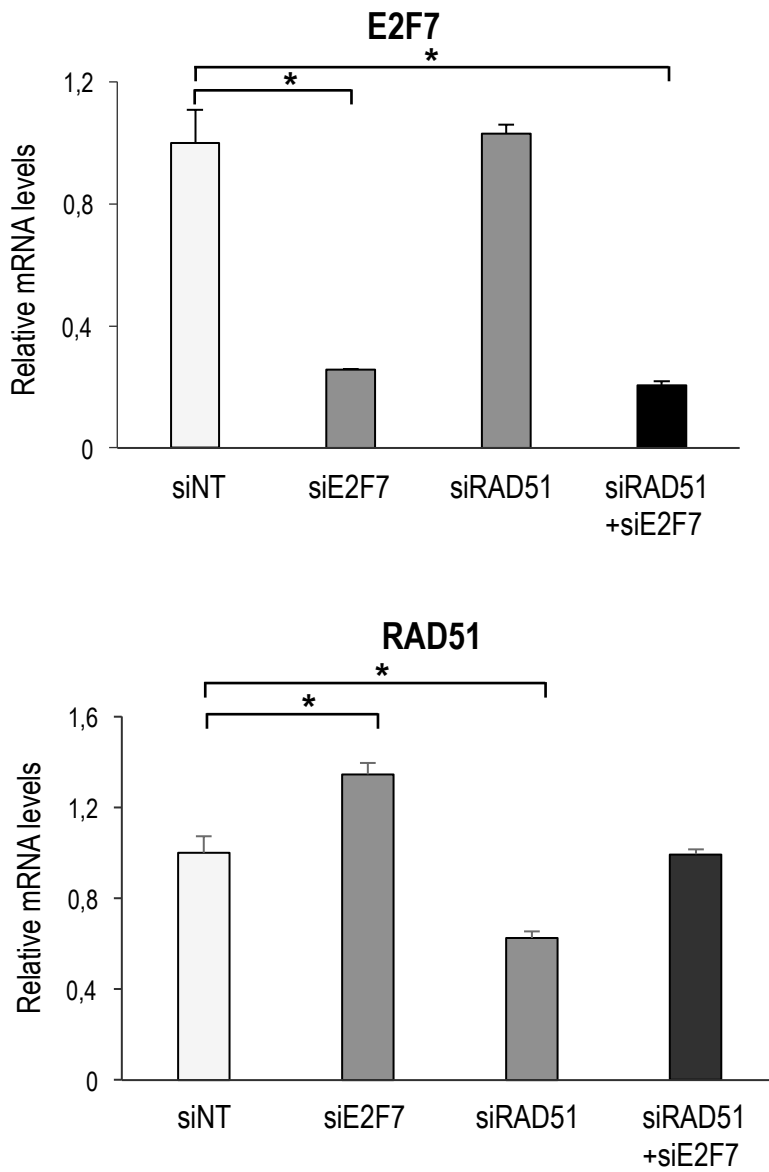 E2F7
*
*
1,2
0,8
0,4
0
Relative mRNA levels
siNT
siE2F7
siRAD51
siRAD51
+siE2F7
RAD51
*
*
1,6
1,2
0,8
0,4
0
Relative mRNA levels
siNT
siE2F7
siRAD51
siRAD51
+siE2F7